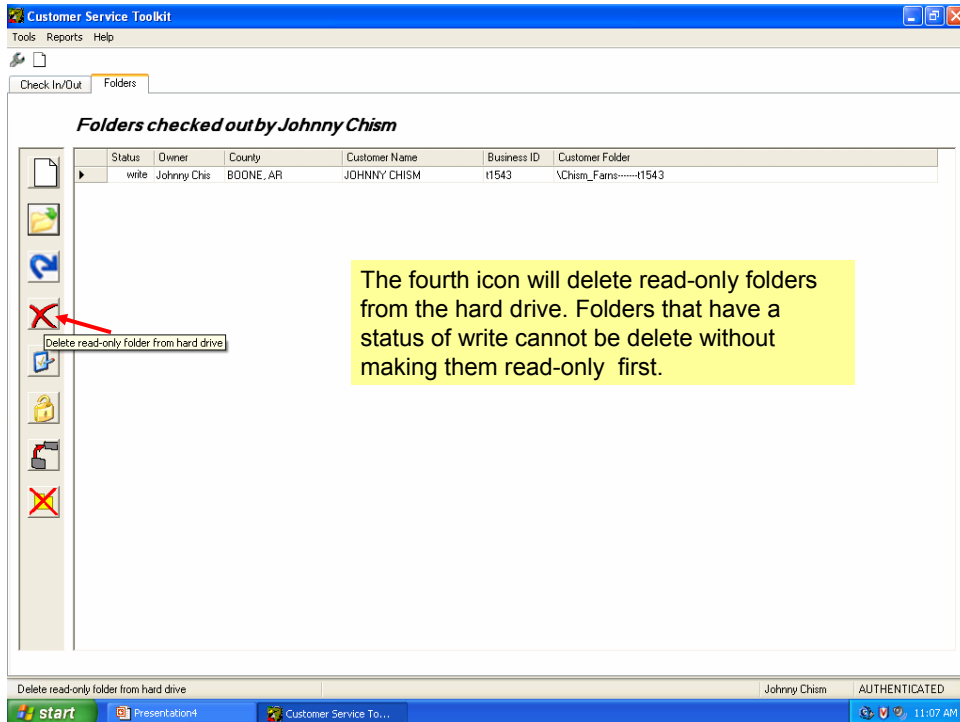 Customer Service Toolkit
Tools Reports Help
Check In/Out Folders
Folders checked out by Johnny Chism
Status Owner County Customer Name Business ID Customer Folder
write Johnny Chis BOONE, AR JOHNNY CHISM t1543 \Chism_Farns-------t1543
The fourth icon will delete read-only folders
from the hard drive. Folders that have a
status of write cannot be delete without
making them read-only first.
Delete read-only folder from hard drive
Delete read-only folder from hard drive Johnny Chism AUTHENTICATED
start Presentation4 Customer Service To... 11:07 AM